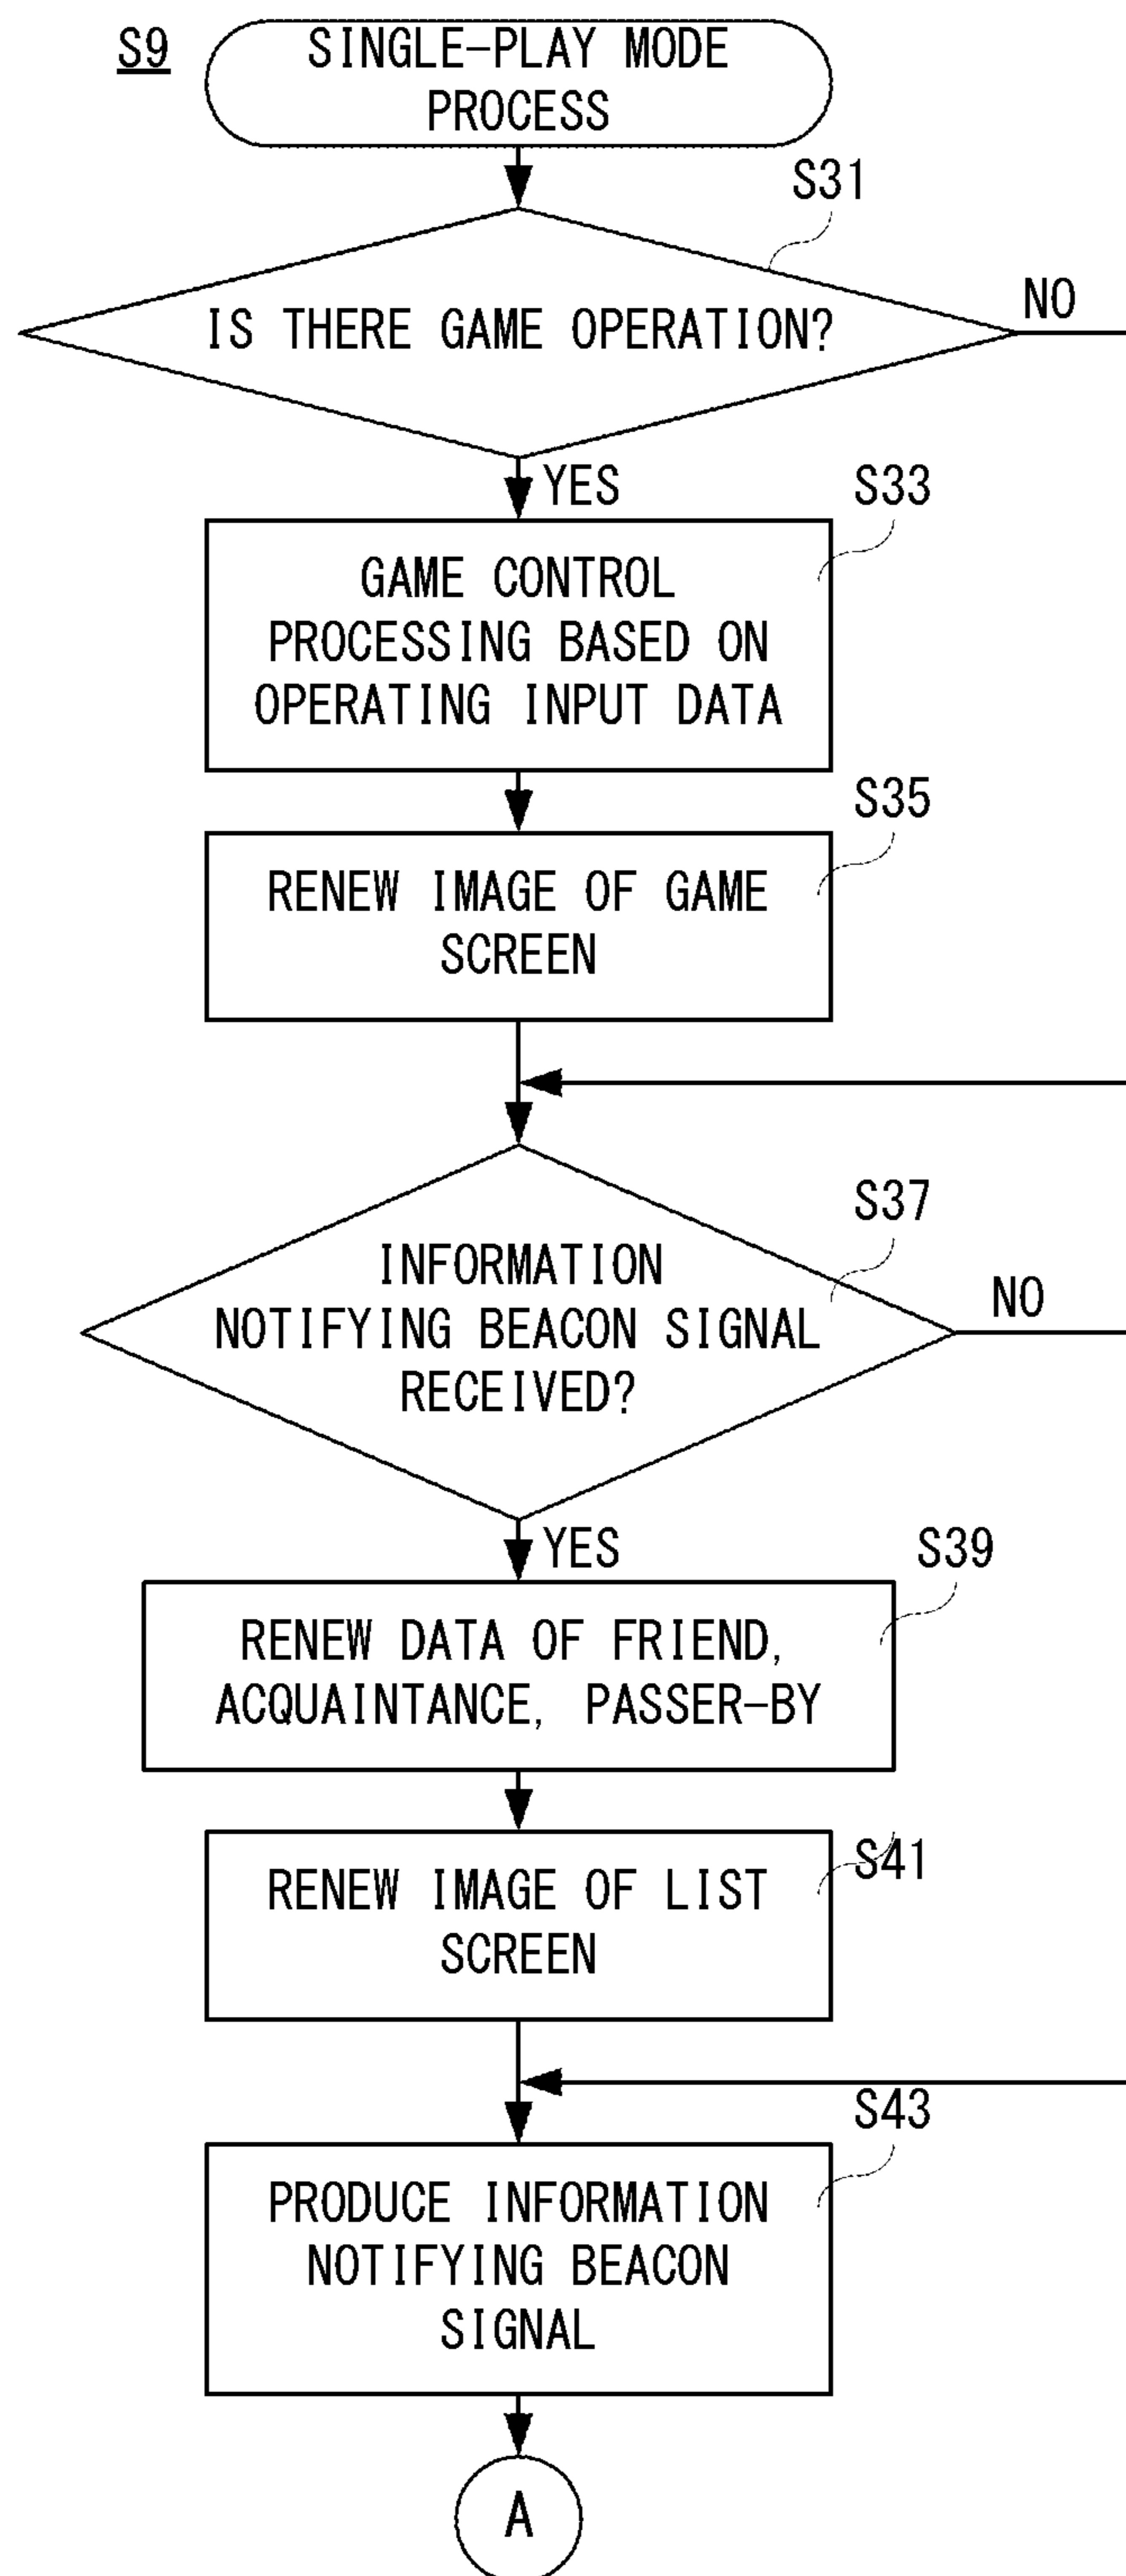 S9
SINGLE-PLAY MODE
PROCESS
S31
IS THERE GAME OPERATION?
NO
YES
S33
GAME CONTROL
PROCESSING BASED ON
OPERATING INPUT DATA
S35
RENEW IMAGE OF GAME
SCREEN
S37
INFORMATION
NOTIFYING BEACON SIGNAL
RECEIVED?
NO
YES
S39
RENEW DATA OF FRIEND,
ACQUAINTANCE, PASSER-BY
S41
RENEW IMAGE OF LIST
SCREEN
S43
PRODUCE INFORMATION
NOTIFYING BEACON
SIGNAL
A